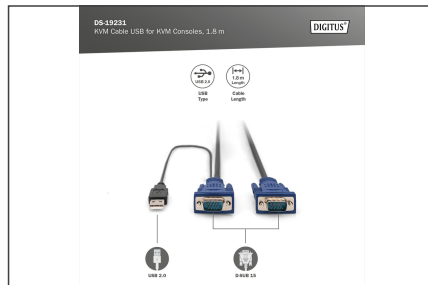 DS-19231
KVM Cable USB for KVM Consoles, 1.8 m
DIGITUS®
USB 2.0
1.8 m
Length
USB
Type
Cable
Length
USB 2.0
D-SUB 15